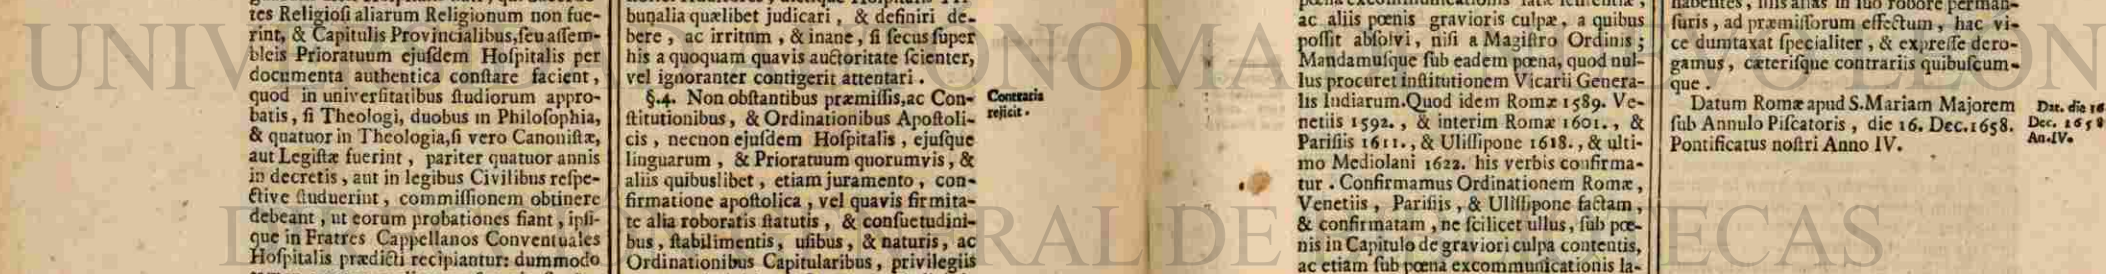 tes Religiosi aliarum Religionum non fue-
rint, & Capitulis Provincialibus, seu assem-
bleis Prioratuum ejusdem Hospitalis per
documenta authentica constare facient,
quod in universitatibus studiorum appro-
batis, si Theologi, duobus in Philosophia,
& quatuor in Theologia, si vero Canonistæ,
aut Legistæ fuerint, pariter quatuor annis
in decretis, aut in legibus Civilibus respe-
ctive studuerint, commissionem obtinere
debeant, ut eorum probationes fiant, ipsi-
que in Fratres Cappellanos Conventuales
Hospitalis prædicti recipiantur: dummodo
bunalia quælibet judicari, & definiri de-
bere, ac irritum, & inane, si secus super
his a quoquam quavis auctoritate scienter,
vel ignoranter contigerit attentari.
§.4. Non obstantibus præmissis, ac Con-
stitutionibus, & Ordinationibus Apostoli-
cis, necnon ejusdem Hospitalis, ejusque
linguarum, & Prioratuum quorumvis, &
aliis quibuslibet, etiam juramento, con-
firmatione apostolica, vel quavis firmita-
te alia roboratis statutis, & consuetudini-
bus, stabilimentis, usibus, & naturis, ac
Ordinationibus Capitularibus, privilegiis
Contraria
rejicit.
ac aliis pœnis gravioris culpæ, a quibus
possit absolvi, nisi a Magistro Ordinis;
Mandamusque sub eadem pœna, quod nul-
lus procuret institutionem Vicarii Genera-
lis Indiarum. Quod idem Romæ 1589. Ve-
netiis 1592., & interim Romæ 1601., &
Parisiis 1611., & Ulissipone 1618., & ulti-
mo Mediolani 1622. his verbis confirma-
tur. Confirmamus Ordinationem Romæ,
Venetiis, Parisiis, & Ulissipone factam,
& confirmatam, ne scilicet ullus, sub pœ-
nis in Capitulo de graviori culpa contentis,
ac etiam sub pœna excommunicationis la-
suris, ad præmissorum effectum, hac vi-
ce dumtaxat specialiter, & expresse dero-
gamus, cæterisque contrariis quibuscum-
que.
Datum Romæ apud S. Mariam Majorem
sub Annulo Piscatoris, die 16. Dec. 1658.
Pontificatus nostri Anno IV.
Dat. die 16
Dec. 1658
An. IV.